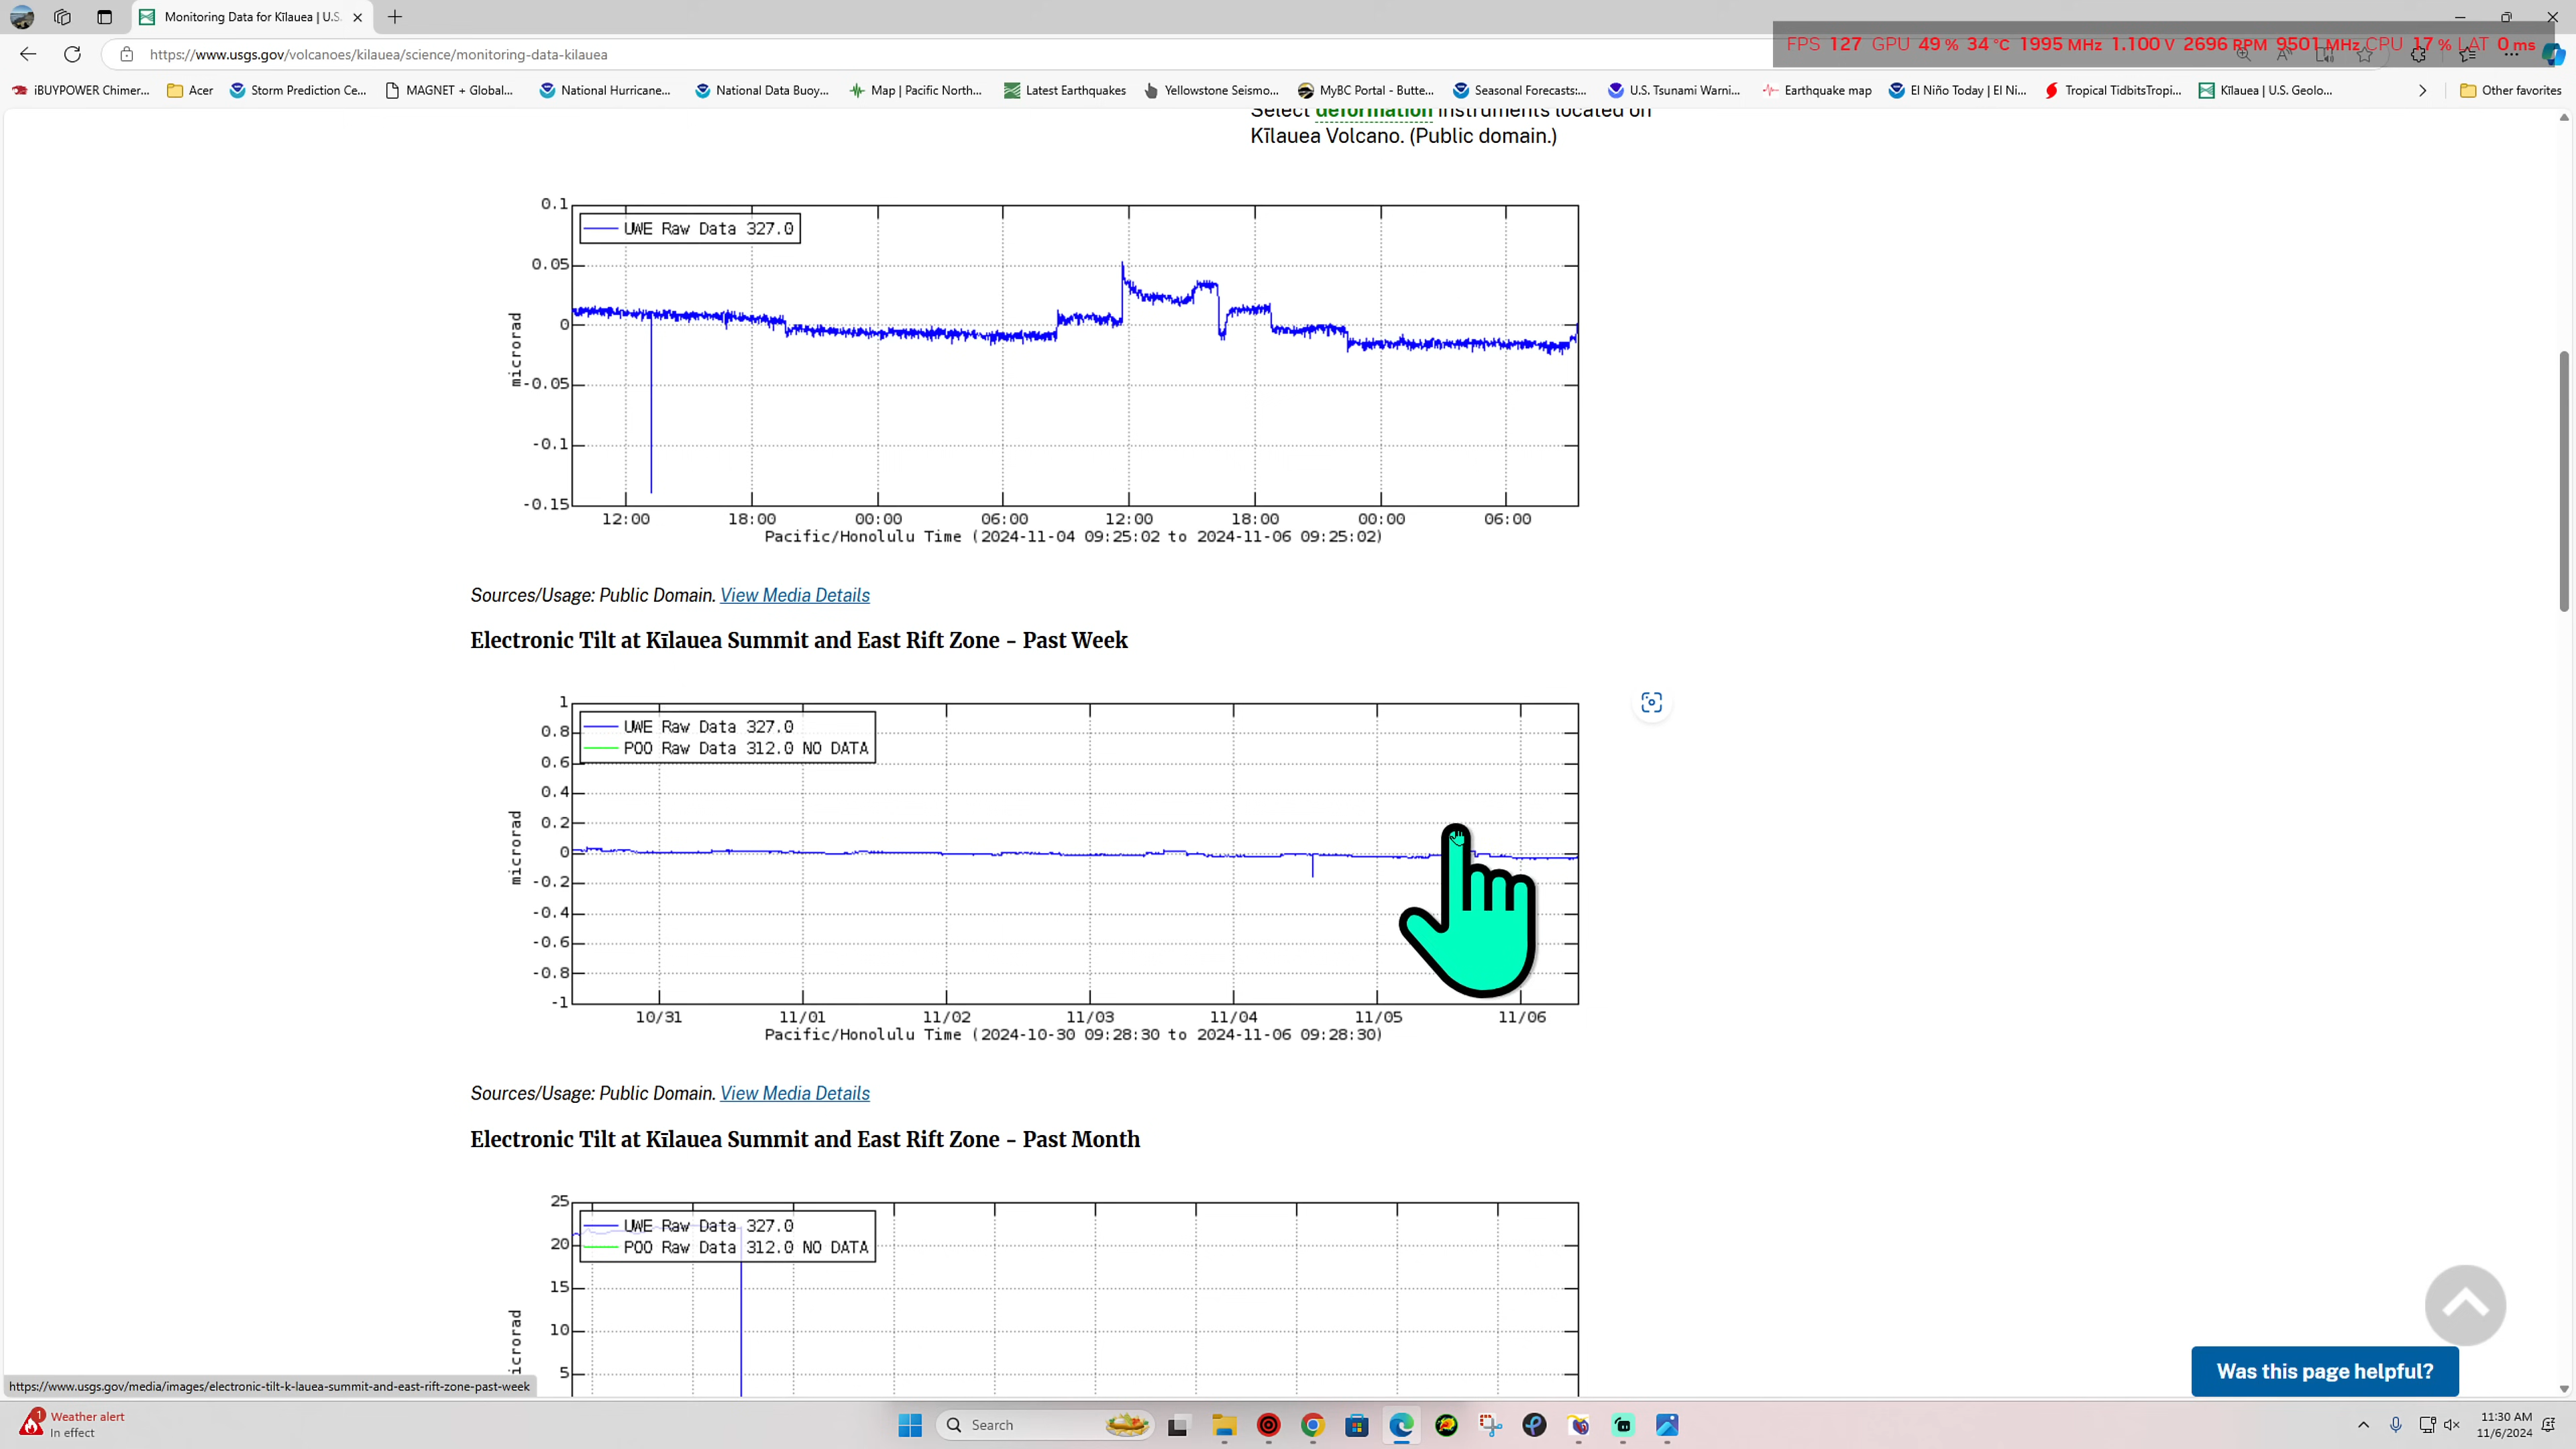 Monitoring Data for Kīlauea | U.S.
https://www.usgs.gov/volcanoes/kilauea/science/monitoring-data-kilauea
FPS 127 GPU 49 % 34 °C 1995 MHz 1.100 V 2696 RPM 9501 MHz CPU 17 % LAT 0 ms
iBUYPOWER Chimer...
Acer
Storm Prediction Ce...
MAGNET + Global...
National Hurricane...
National Data Buoy...
Map | Pacific North...
Latest Earthquakes
Yellowstone Seismo...
MyBC Portal - Butte...
Seasonal Forecasts:...
U.S. Tsunami Warni...
Earthquake map
El Niño Today | El Ni...
Tropical TidbitsTropi...
Kīlauea | U.S. Geolo...
Other favorites
Select deformation instruments located on
Kīlauea Volcano. (Public domain.)
UWE Raw Data 327.0
0.1
0.05
0
-0.05
-0.1
-0.15
microrad
12:00 18:00 00:00 06:00 12:00 18:00 00:00 06:00
Pacific/Honolulu Time (2024-11-04 09:25:02 to 2024-11-06 09:25:02)
Sources/Usage: Public Domain. View Media Details
Electronic Tilt at Kīlauea Summit and East Rift Zone - Past Week
UWE Raw Data 327.0
POO Raw Data 312.0 NO DATA
1
0.8
0.6
0.4
0.2
0
-0.2
-0.4
-0.6
-0.8
-1
microrad
10/31 11/01 11/02 11/03 11/04 11/05 11/06
Pacific/Honolulu Time (2024-10-30 09:28:30 to 2024-11-06 09:28:30)
Sources/Usage: Public Domain. View Media Details
Electronic Tilt at Kīlauea Summit and East Rift Zone - Past Month
UWE Raw Data 327.0
POO Raw Data 312.0 NO DATA
25
20
15
10
5
icrorad
Was this page helpful?
https://www.usgs.gov/media/images/electronic-tilt-k-lauea-summit-and-east-rift-zone-past-week
1
Weather alert
In effect
Search
11:30 AM
11/6/2024